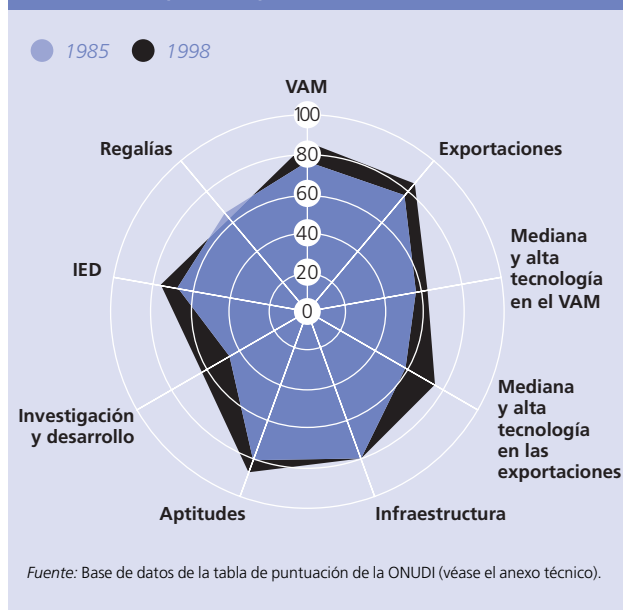 1985 1998
VAM
100
80
60
40
20
0
Exportaciones
Mediana
y alta
tecnología
en el VAM
Mediana
y alta
tecnología
en las
exportaciones
Infraestructura
Aptitudes
Investigación
y desarrollo
IED
Regalías
Fuente: Base de datos de la tabla de puntuación de la ONUDI (véase el anexo técnico).